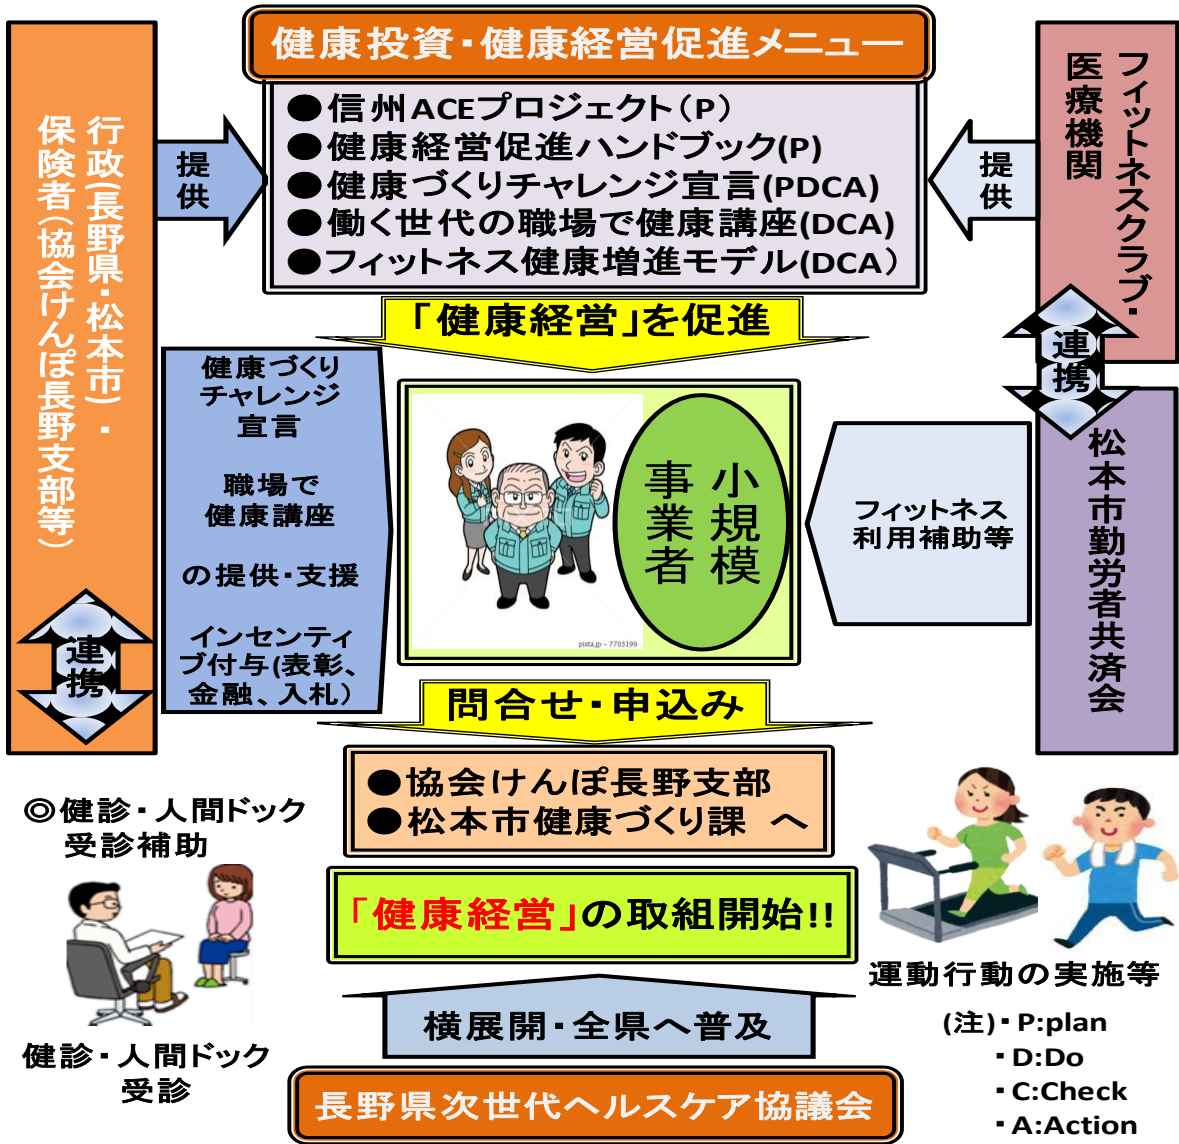 健康投資・健康経営促進メニュー
●信州ACEプロジェクト（P）
●健康経営促進ハンドブック(P)
●健康づくりチャレンジ宣言(PDCA)
●働く世代の職場で健康講座(DCA)
●フィットネス健康増進モデル(DCA）
行政(長野県・松本市)・
保険者(協会けんぽ長野支部等)
提供
提供
フィットネスクラブ・
医療機関
「健康経営」を促進
連携
健康づくり
チャレンジ
宣言
職場で
健康講座
の提供・支援
インセンティ
ブ付与(表彰、
金融、入札）
小規模
事業者
pixta.jp - 7703199
フィットネス
利用補助等
松本市勤労者共済会
連携
問合せ・申込み
●協会けんぽ長野支部
●松本市健康づくり課 へ
◎健診・人間ドック
受診補助
「健康経営」の取組開始!!
運動行動の実施等
横展開・全県へ普及
健診・人間ドック
受診
長野県次世代ヘルスケア協議会
(注)・P:plan
・D:Do
・C:Check
・A:Action